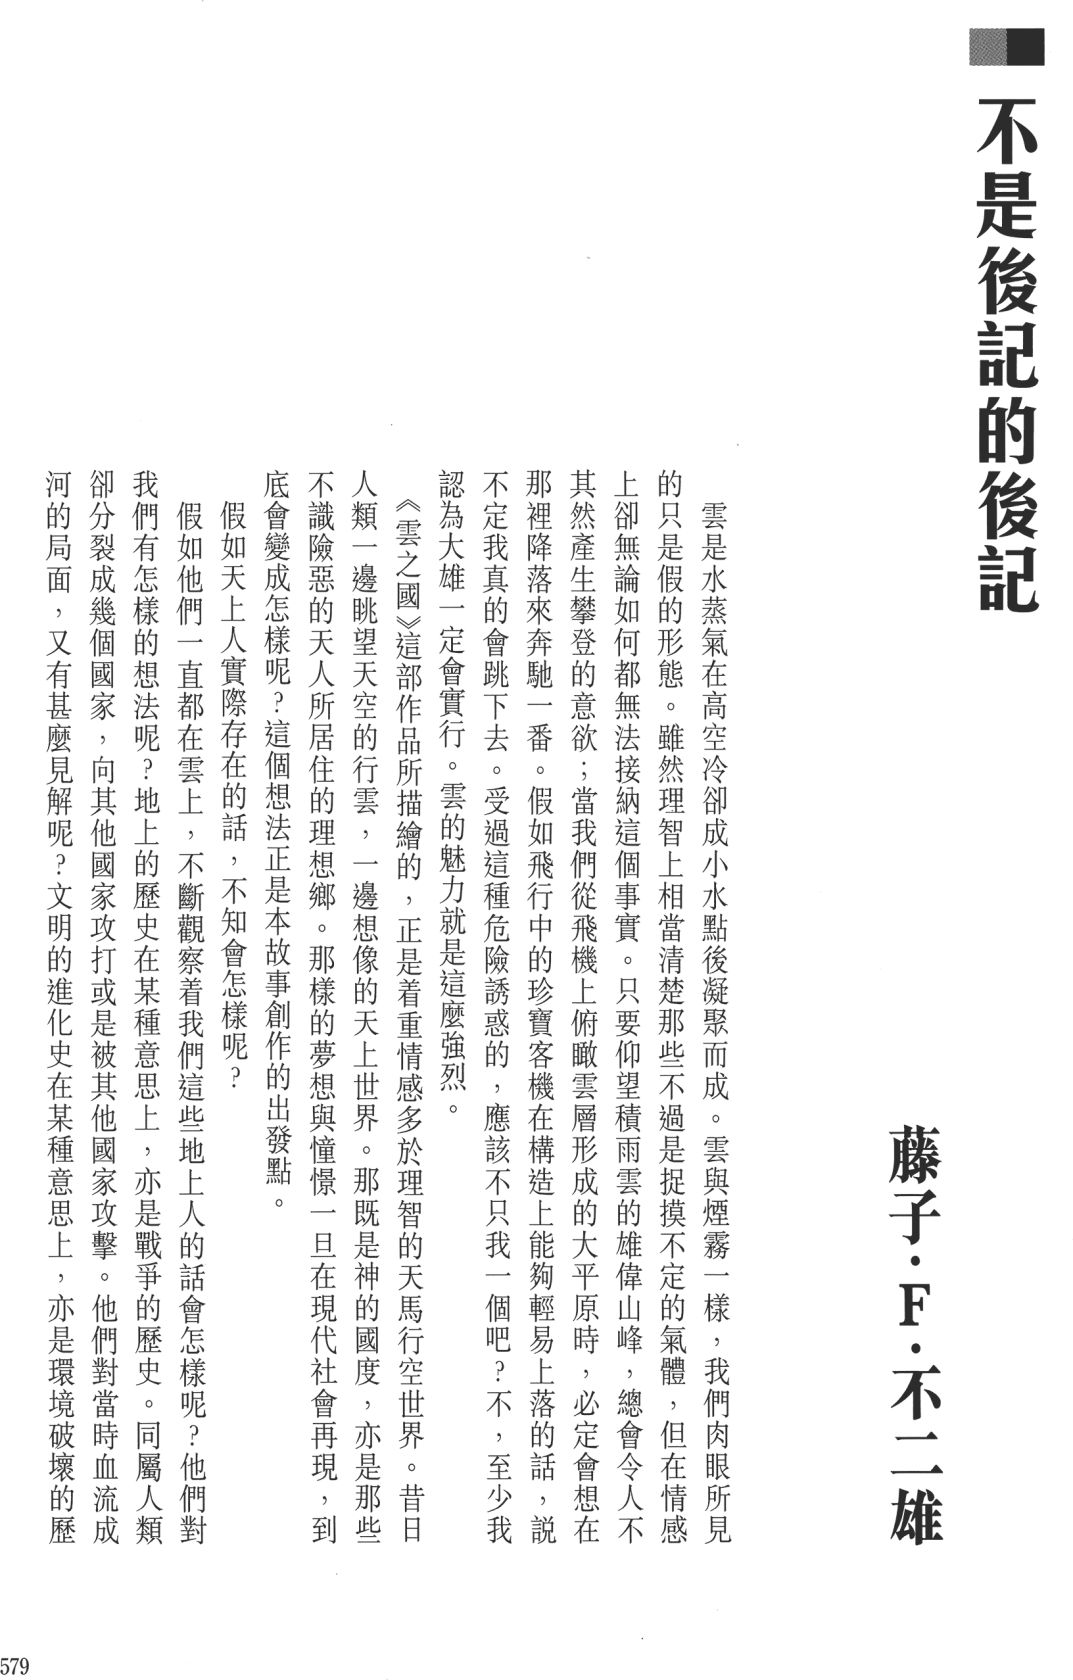 不是後記的後記
藤子・F・不二雄
雲是水蒸氣在高空冷卻成小水點後凝聚而成。雲與煙霧一樣，我們肉眼所見
的只是假的形態。雖然理智上相當清楚那些不過是捉摸不定的氣體，但在情感
上卻無論如何都無法接納這個事實。只要仰望積雨雲的雄偉山峰，總會令人不
其然產生攀登的意欲；當我們從飛機上俯瞰雲層形成的大平原時，必定會想在
那裡降落來奔馳一番。假如飛行中的珍寶客機在構造上能夠輕易上落的話，説
不定我真的會跳下去。受過這種危險誘惑的，應該不只我一個吧？不，至少我
認為大雄一定會實行。雲的魅力就是這麼強烈。
《雲之國》這部作品所描繪的，正是着重情感多於理智的天馬行空世界。昔日
人類一邊眺望天空的行雲，一邊想像的天上世界。那既是神的國度，亦是那些
不識險惡的天人所居住的理想鄉。那樣的夢想與憧憬一旦在現代社會再現，到
底會變成怎樣呢？這個想法正是本故事創作的出發點。
假如天上人實際存在的話，不知會怎樣呢？
假如他們一直都在雲上，不斷觀察着我們這些地上人的話會怎樣呢？他們對
我們有怎樣的想法呢？地上的歷史在某種意思上，亦是戰爭的歷史。同屬人類
卻分裂成幾個國家，向其他國家攻打或是被其他國家攻擊。他們對當時血流成
河的局面，又有甚麼見解呢？文明的進化史在某種意思上，亦是環境破壞的歷
579